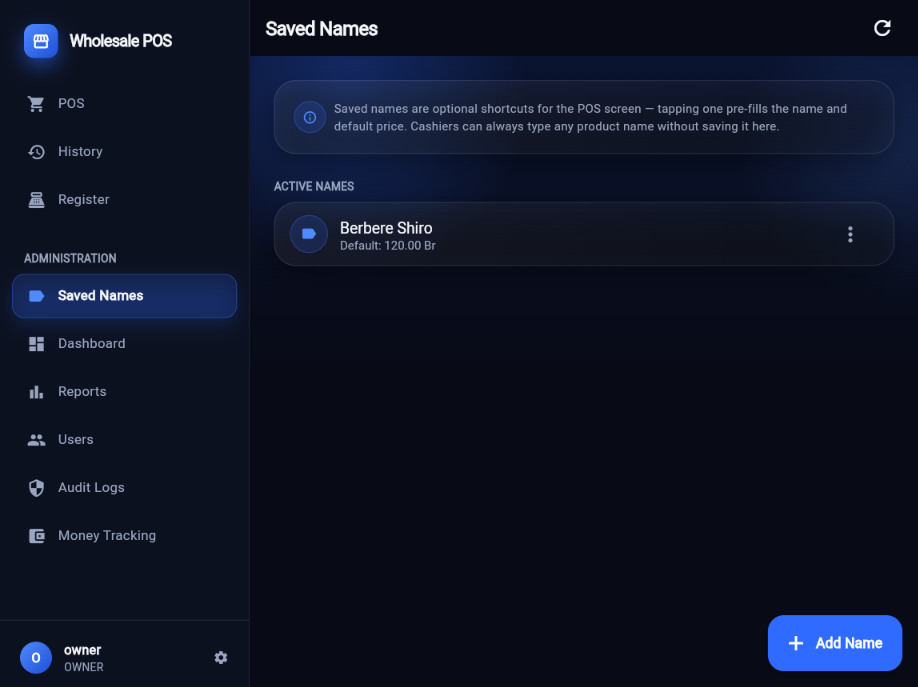 Wholesale POS
POS
History
Register
ADMINISTRATION
Saved Names
Dashboard
Reports
Users
Audit Logs
Money Tracking
O
owner
OWNER
Saved Names
Saved names are optional shortcuts for the POS screen — tapping one pre-fills the name and
default price. Cashiers can always type any product name without saving it here.
ACTIVE NAMES
Berbere Shiro
Default: 120.00 Br
Add Name